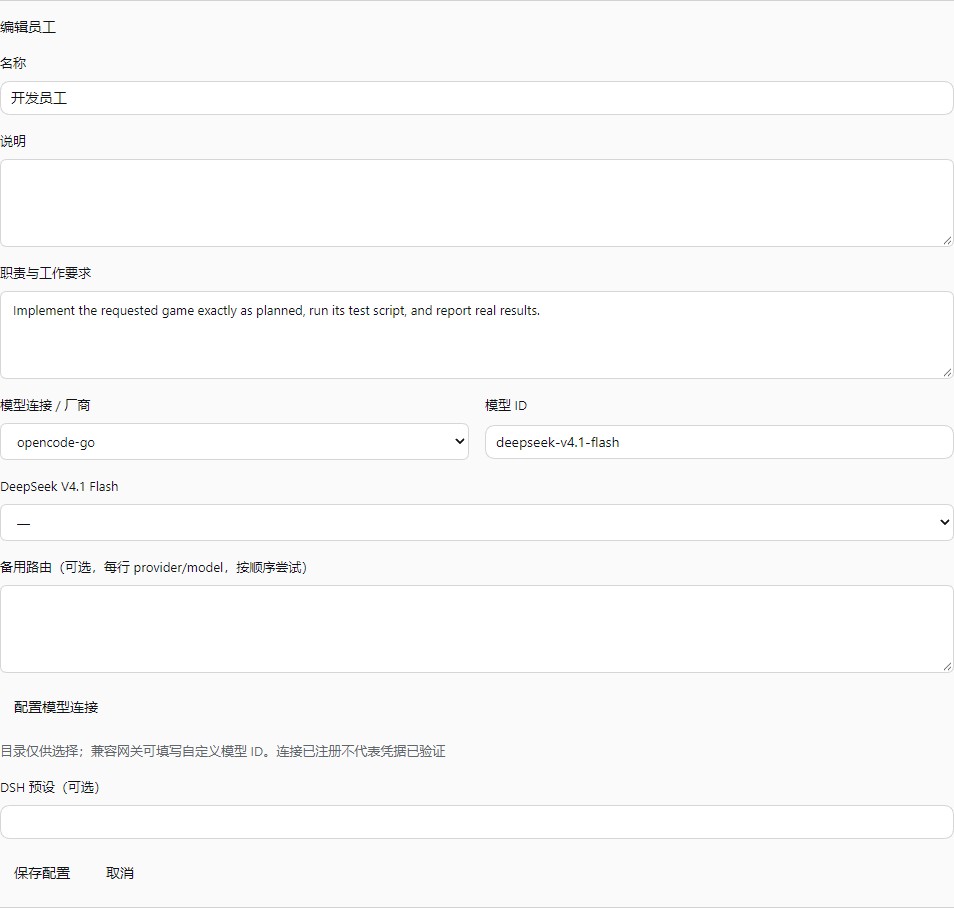 编辑员工
名称
开发员工
说明
职责与工作要求
Implement the requested game exactly as planned, run its test script, and report real results.
模型连接 / 厂商
模型 ID
opencode-go
deepseek-v4.1-flash
DeepSeek V4.1 Flash
—
备用路由（可选，每行 provider/model，按顺序尝试）
配置模型连接
目录仅供选择；兼容网关可填写自定义模型 ID。连接已注册不代表凭据已验证
DSH 预设（可选）
保存配置
取消